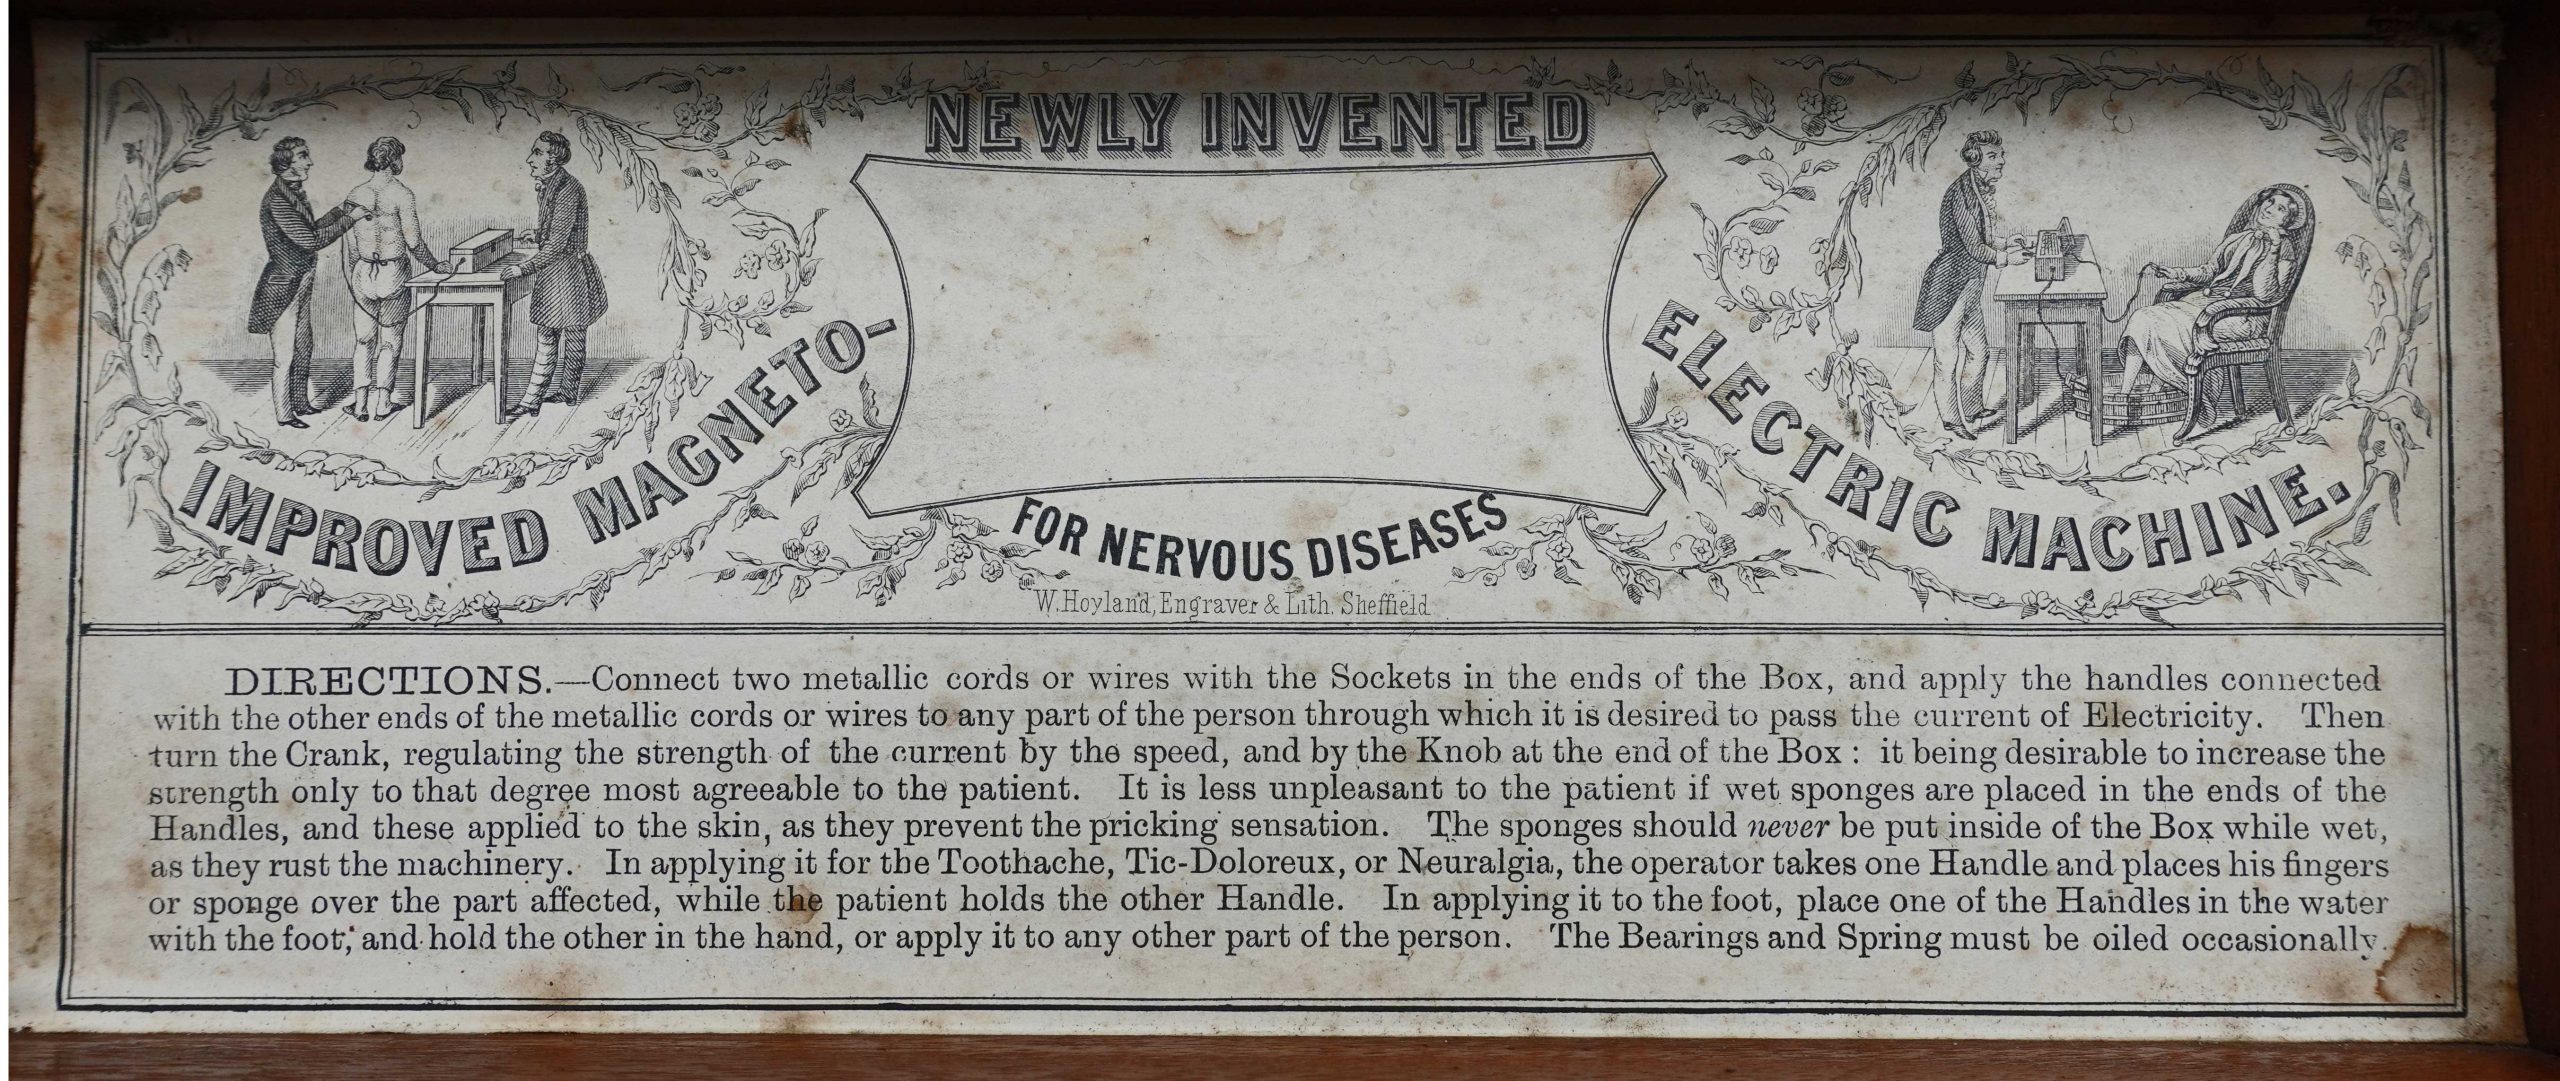 NEWLY INVENTED
IMPROVED MAGNETO-
ELECTRIC MACHINE.
FOR NERVOUS DISEASES
W. Hoyland, Engraver & Lith. Sheffield
DIRECTIONS.—Connect two metallic cords or wires with the Sockets in the ends of the Box, and apply the handles connected
with the other ends of the metallic cords or wires to any part of the person through which it is desired to pass the current of Electricity. Then
turn the Crank, regulating the strength of the current by the speed, and by the Knob at the end of the Box : it being desirable to increase the
strength only to that degree most agreeable to the patient. It is less unpleasant to the patient if wet sponges are placed in the ends of the
Handles, and these applied to the skin, as they prevent the pricking sensation. The sponges should never be put inside of the Box while wet,
as they rust the machinery. In applying it for the Toothache, Tic-Doloreux, or Neuralgia, the operator takes one Handle and places his fingers
or sponge over the part affected, while the patient holds the other Handle. In applying it to the foot, place one of the Handles in the water
with the foot, and hold the other in the hand, or apply it to any other part of the person. The Bearings and Spring must be oiled occasionally.